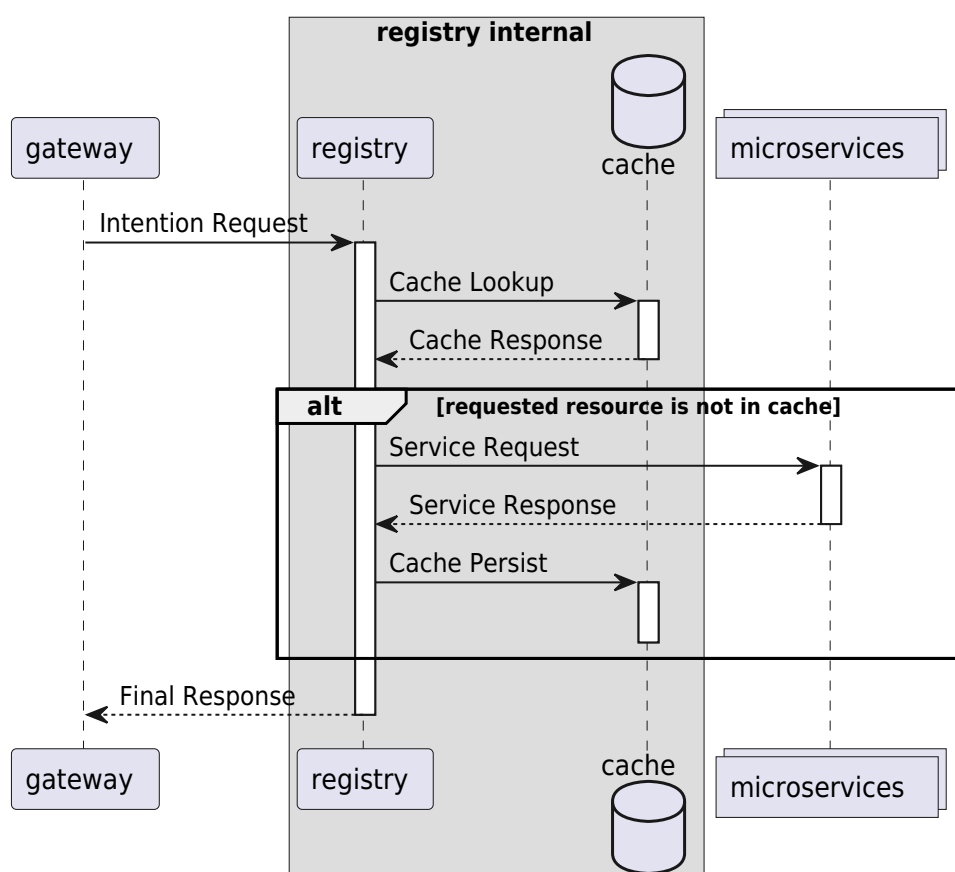 registry internal
gateway
registry
cache
microservices
Intention Request
Cache Lookup
Cache Response
alt
[requested resource is not in cache]
Service Request
Service Response
Cache Persist
Final Response
gateway
registry
cache
microservices